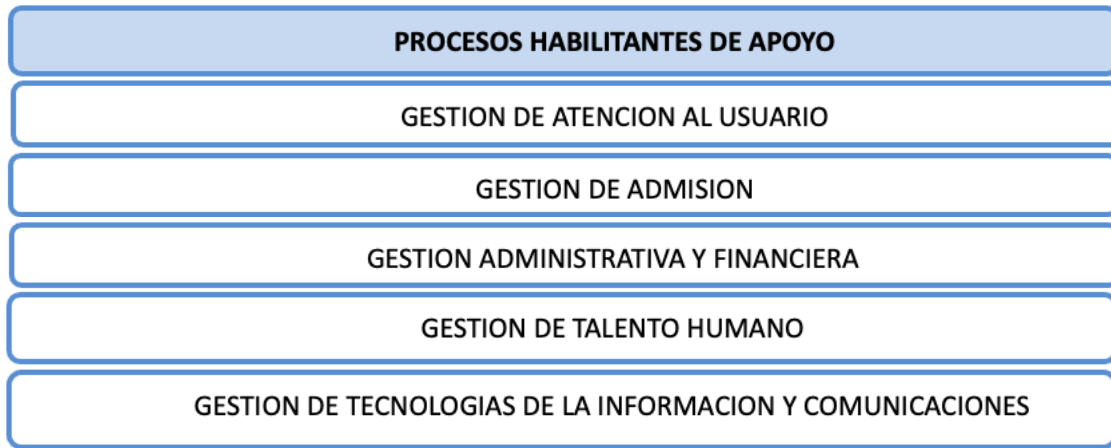 PROCESOS HABILITANTES DE APOYO
GESTION DE ATENCION AL USUARIO
GESTION DE ADMISION
GESTION ADMINISTRATIVA Y FINANCIERA
GESTION DE TALENTO HUMANO
GESTION DE TECNOLOGIAS DE LA INFORMACION Y COMUNICACIONES